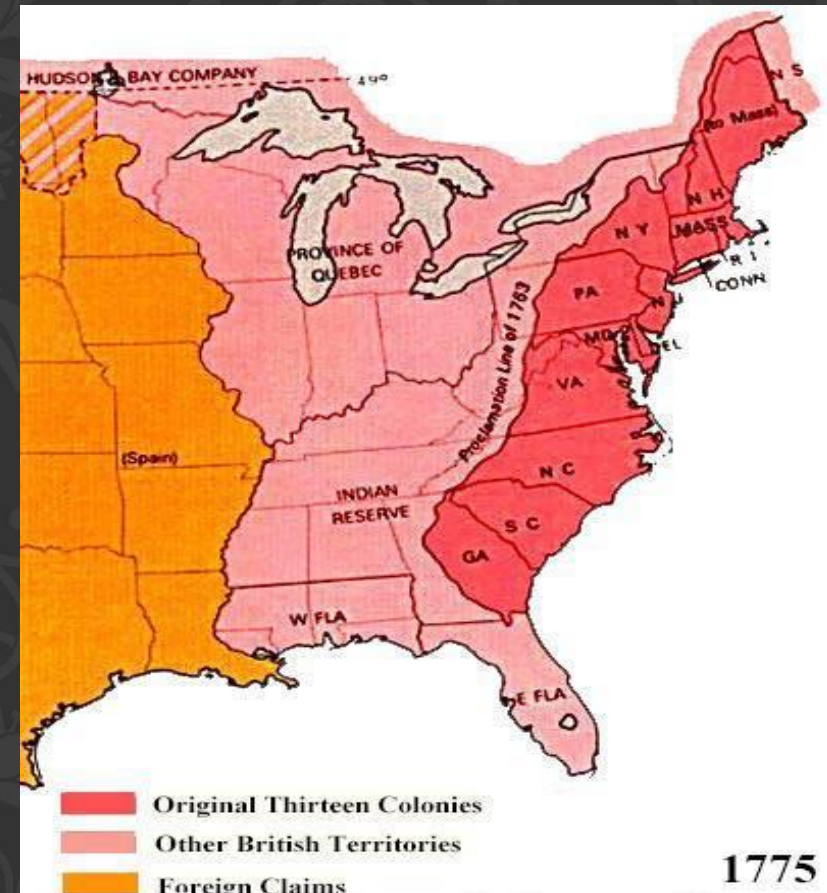 HUDSON BAY COMPANY
49°
N S
(to Mass)
N H
N Y
MASS
R I
CONN
PROVINCE OF
QUEBEC
PA
N J
Proclamation Line of 1763
MD
DEL
VA
(Spain)
N C
INDIAN
RESERVE
S C
GA
W FLA
E FLA
Original Thirteen Colonies
Other British Territories
Foreign Claims
1775